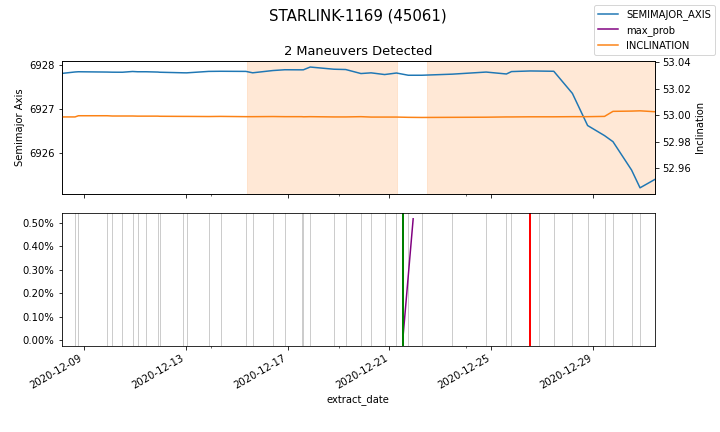 STARLINK-1169 (45061)
SEMIMAJOR_AXIS
max_prob
INCLINATION
2 Maneuvers Detected
6928
6927
6926
Semimajor Axis
53.04
53.02
53.00
52.98
52.96
Inclination
0.50%
0.40%
0.30%
0.20%
0.10%
0.00%
2020-12-09
2020-12-13
2020-12-17
2020-12-21
2020-12-25
2020-12-29
extract_date